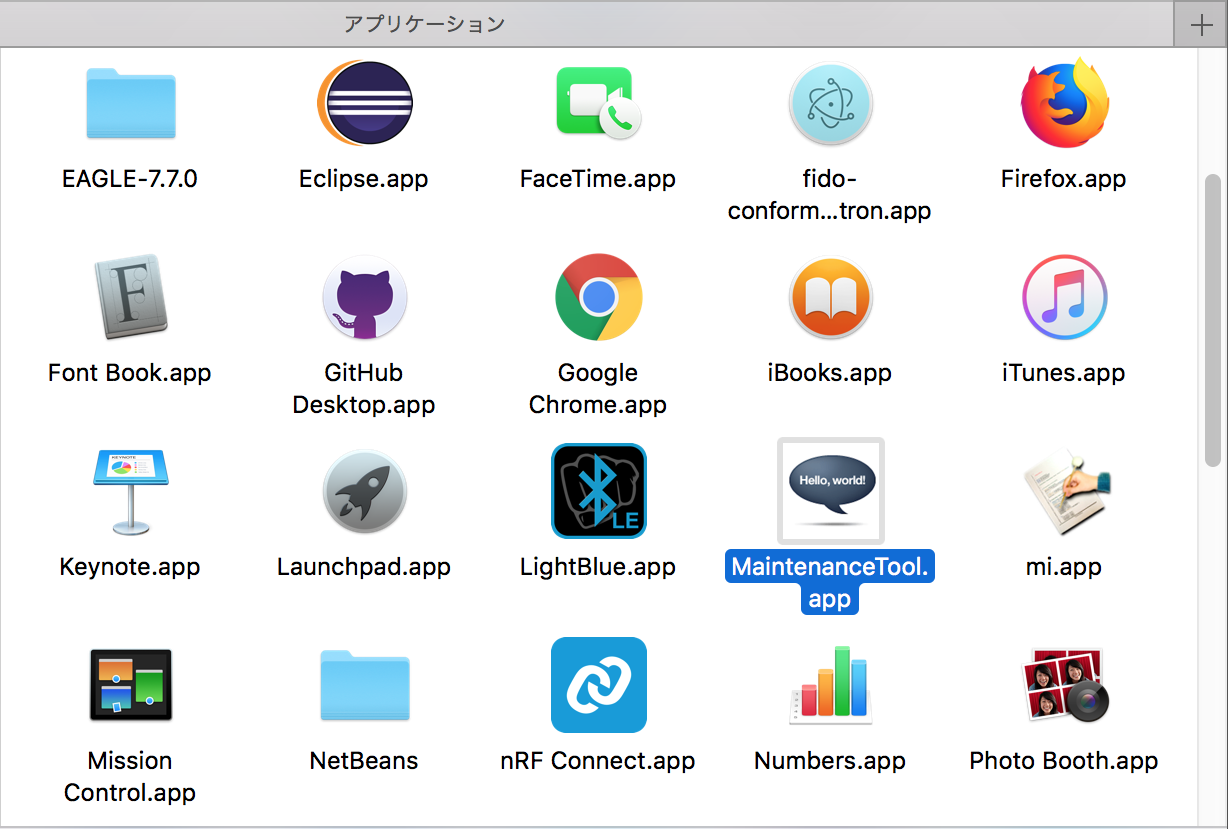 アプリケーション
EAGLE-7.7.0
Eclipse.app
FaceTime.app
fido-
conform...tron.app
Firefox.app
Font Book.app
GitHub
Desktop.app
Google
Chrome.app
iBooks.app
iTunes.app
KEYNOTE
LE
Hello, world!
Keynote.app
Launchpad.app
LightBlue.app
MaintenanceTool.
app
mi.app
Mission
Control.app
NetBeans
nRF Connect.app
Numbers.app
Photo Booth.app